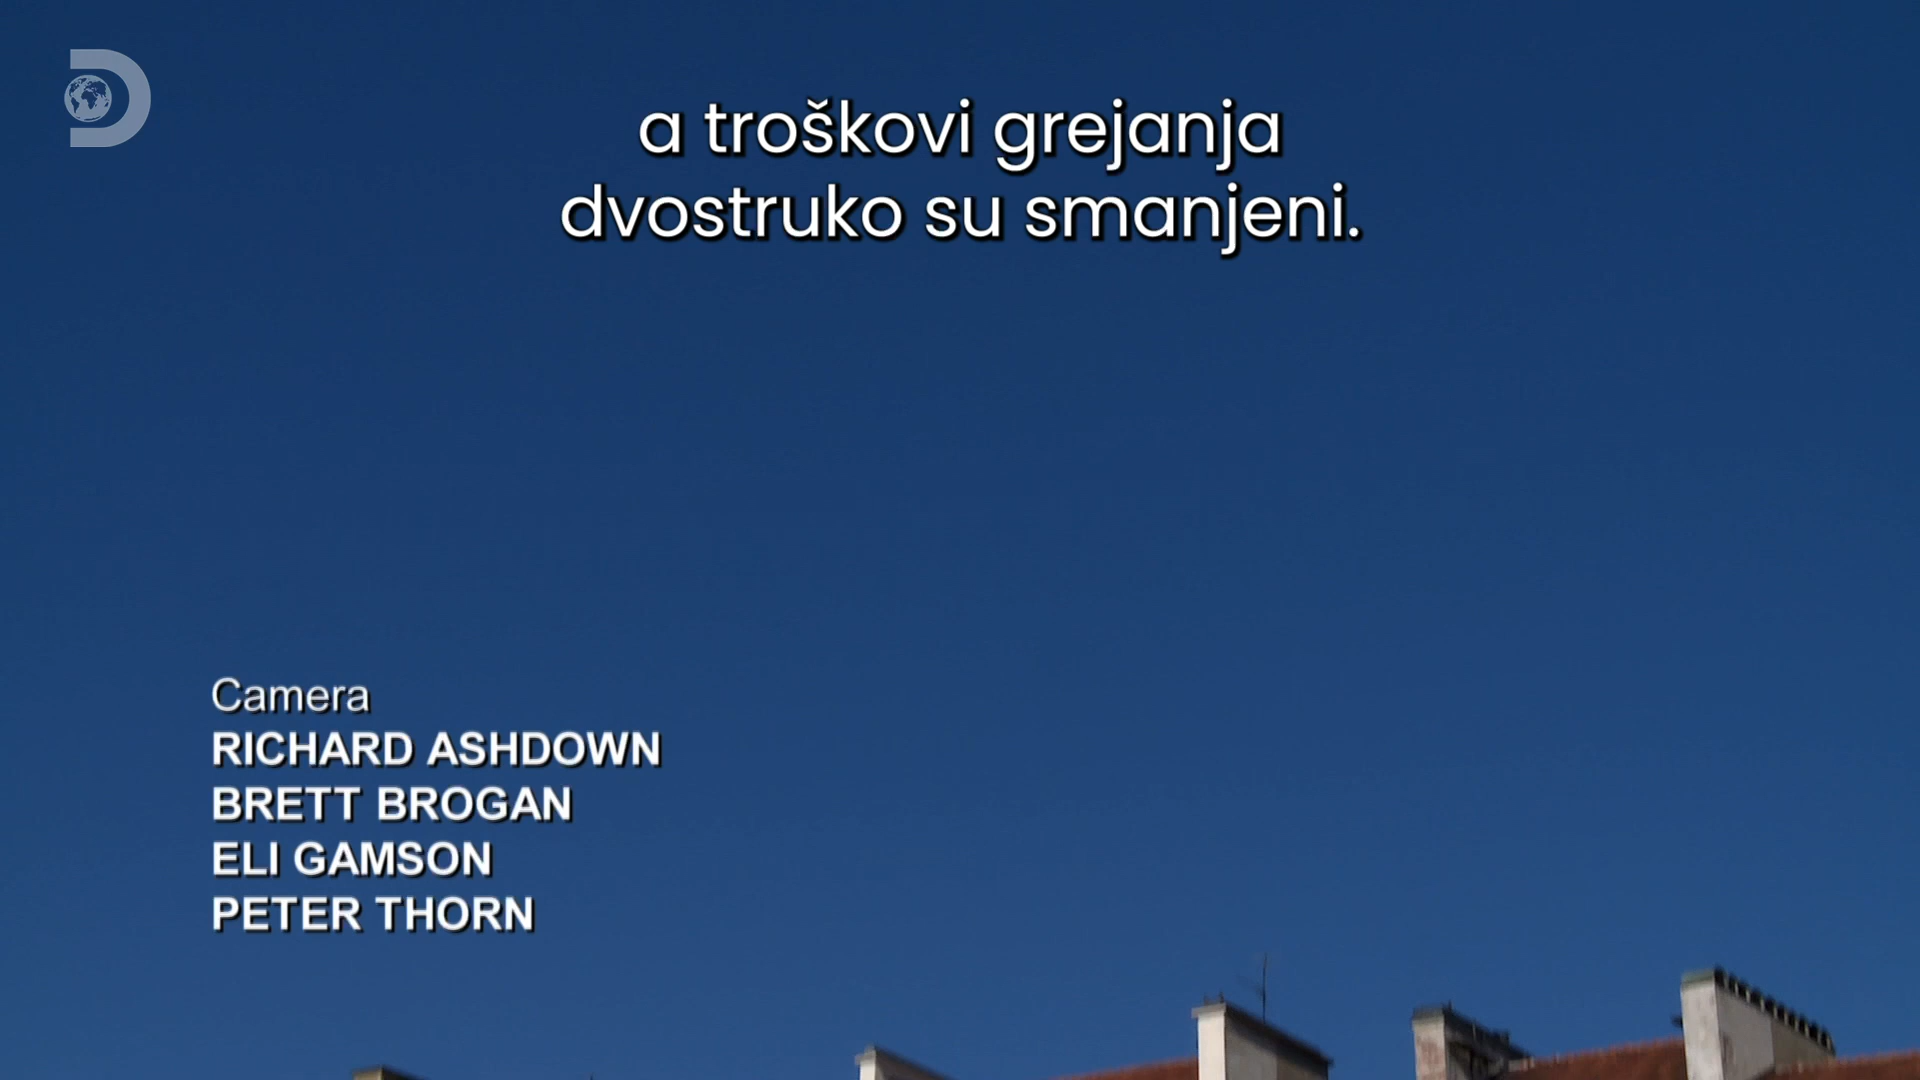 a troškovi grejanja
dvostruko su smanjeni.
Camera
RICHARD ASHDOWN
BRETT BROGAN
ELI GAMSON
PETER THORN